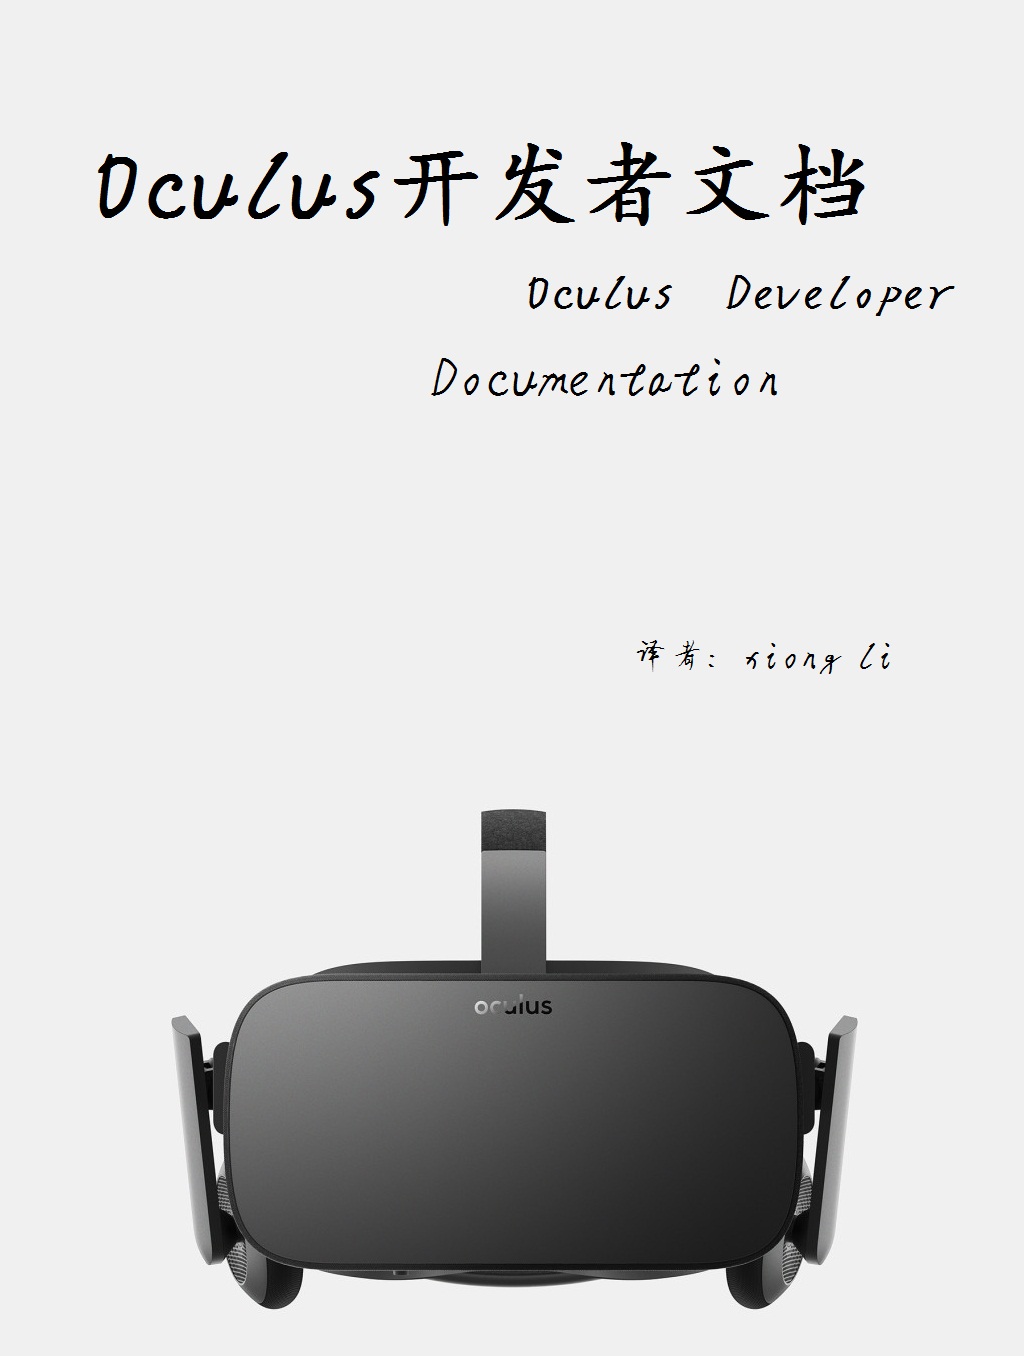 Oculus开发者文档
Oculus Developer
Documentation
译者: xiong li
oculus